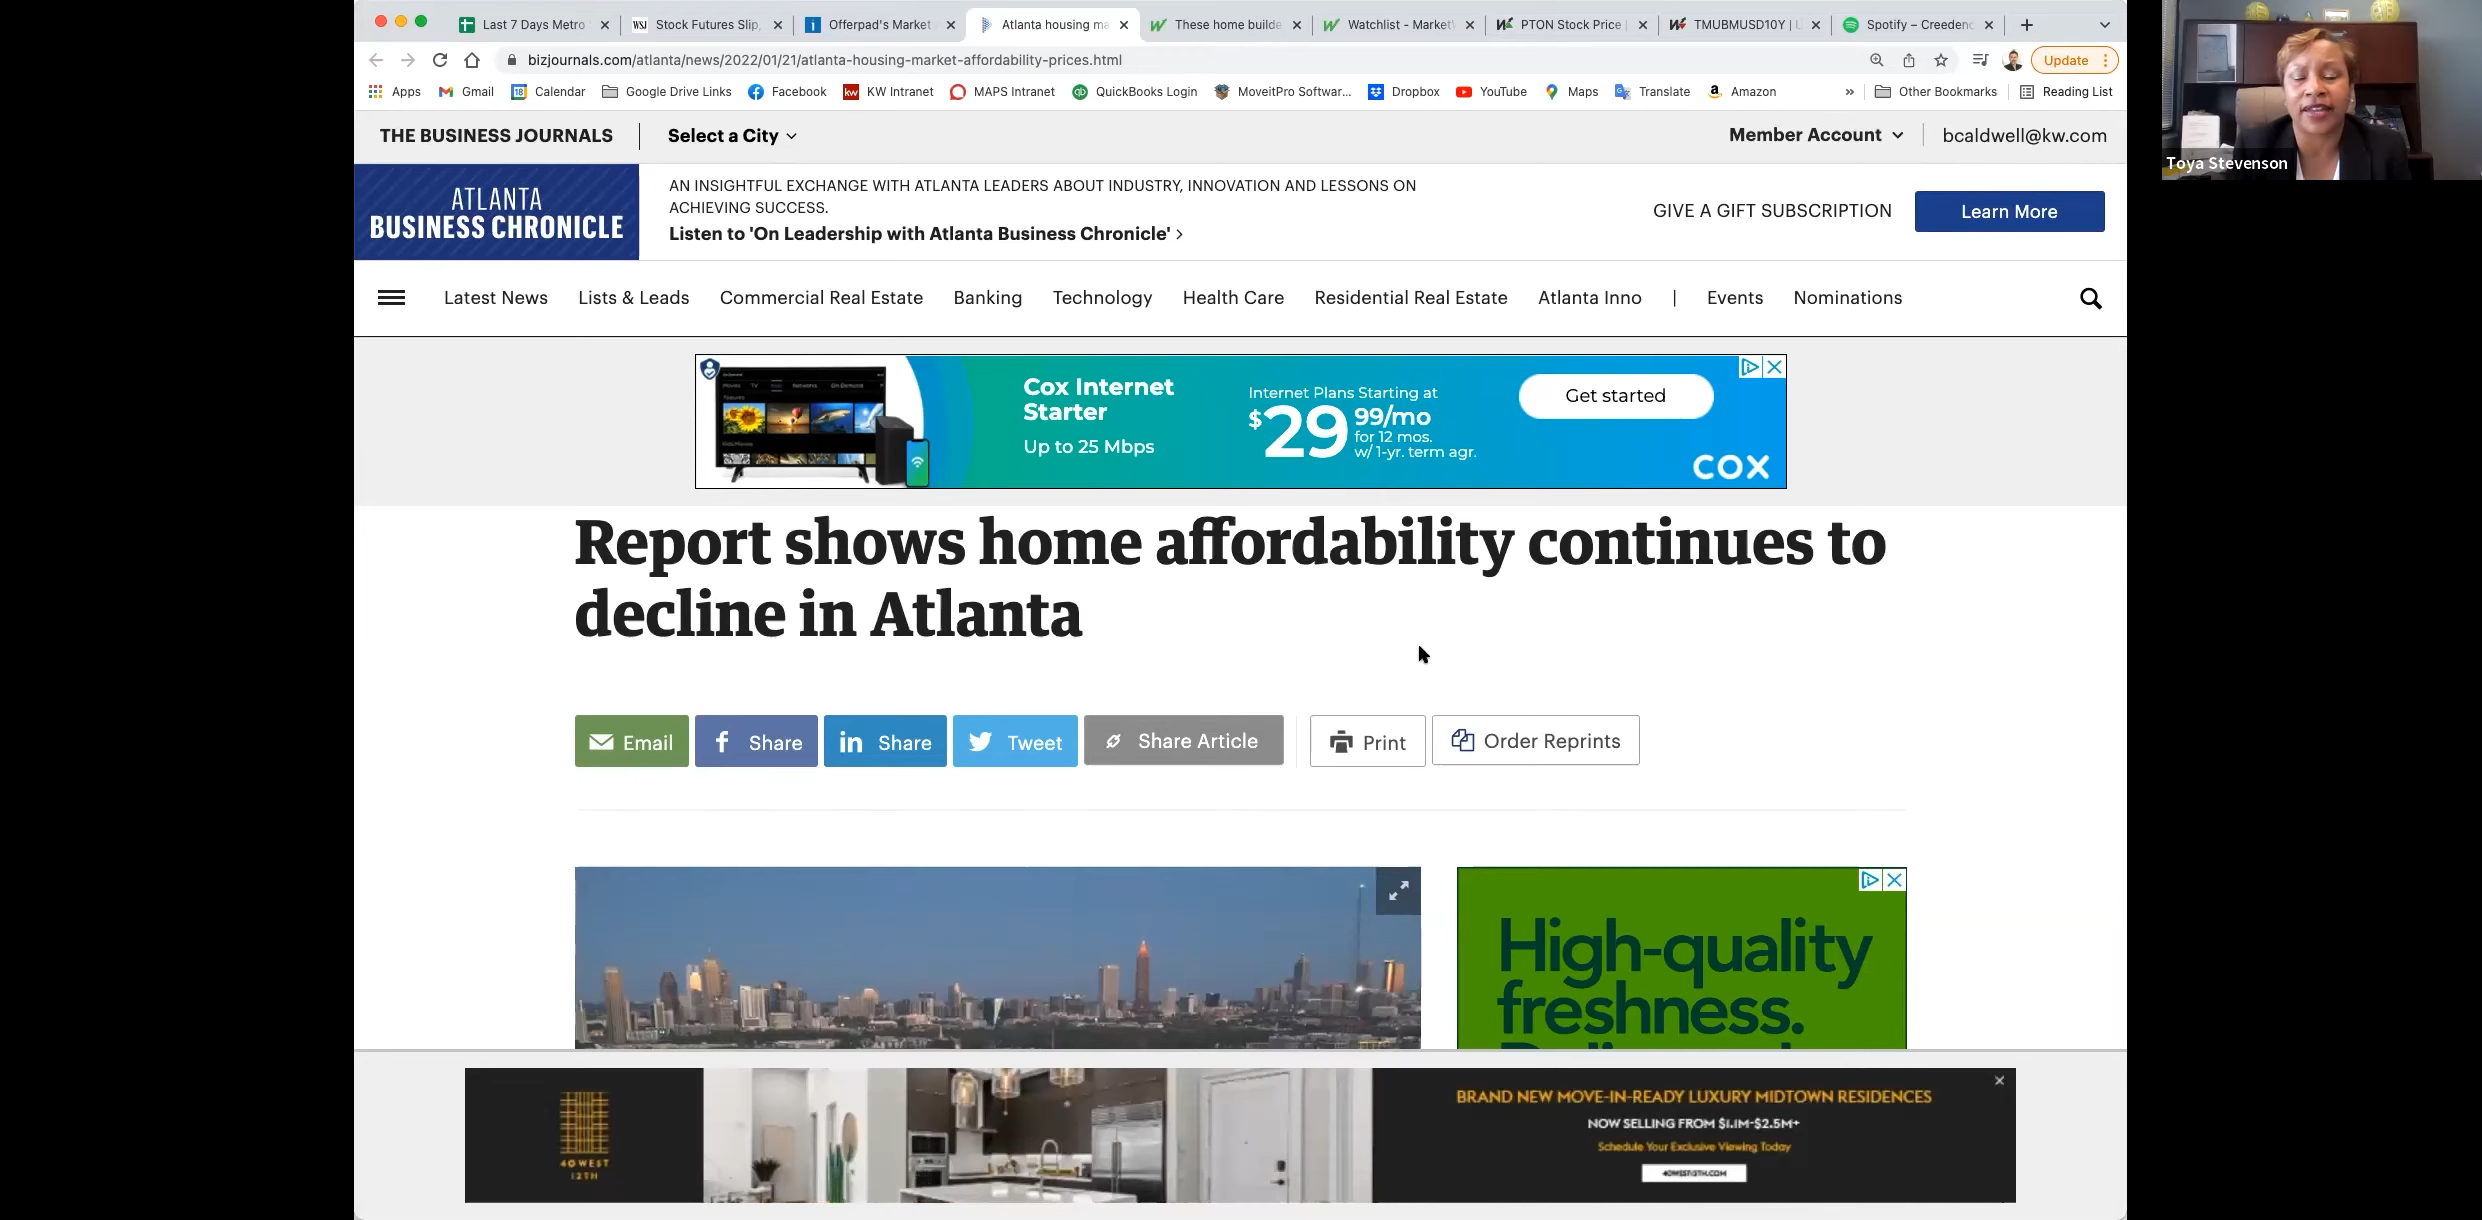 Last 7 Days Metro
Stock Futures Slip,
Offerpad's Market
Atlanta housing ma
These home builde
Watchlist - Market
PTON Stock Price |
TMUBMUSD10Y |
Spotify – Creedenc
bizjournals.com/atlanta/news/2022/01/21/atlanta-housing-market-affordability-prices.html
Update
Apps
Gmail
Calendar
Google Drive Links
Facebook
KW Intranet
MAPS Intranet
QuickBooks Login
MoveitPro Softwar...
Dropbox
YouTube
Maps
Translate
Amazon
»
Other Bookmarks
Reading List
THE BUSINESS JOURNALS
Select a City
Member Account
bcaldwell@kw.com
Toya Stevenson
ATLANTA
BUSINESS CHRONICLE
AN INSIGHTFUL EXCHANGE WITH ATLANTA LEADERS ABOUT INDUSTRY, INNOVATION AND LESSONS ON
ACHIEVING SUCCESS.
Listen to 'On Leadership with Atlanta Business Chronicle' >
GIVE A GIFT SUBSCRIPTION
Learn More
Latest News
Lists & Leads
Commercial Real Estate
Banking
Technology
Health Care
Residential Real Estate
Atlanta Inno
|
Events
Nominations
Cox Internet
Starter
Up to 25 Mbps
Internet Plans Starting at
$29 99/mo
for 12 mos.
w/ 1-yr. term agr.
Get started
COX
Report shows home affordability continues to
decline in Atlanta
Email
Share
Share
Tweet
Share Article
Print
Order Reprints
High-quality
freshness.
40 WEST
12TH
BRAND NEW MOVE-IN-READY LUXURY MIDTOWN RESIDENCES
NOW SELLING FROM $1.1M-$2.5M+
Schedule Your Exclusive Viewing Today
40WEST12TH.COM